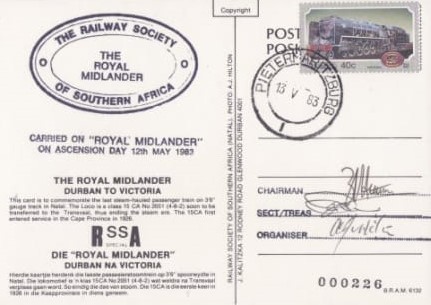 Copyright
THE RAILWAY SOCIETY
THE
ROYAL
MIDLANDER
OF SOUTHERN AFRICA
CARRIED ON "ROYAL MIDLANDER"
ON ASCENSION DAY 12th MAY 1983
THE ROYAL MIDLANDER
DURBAN TO VICTORIA
This card is to commemorate the last steam-hauled passenger train on 3'6"
gauge track in Natal. The Loco is a class 15 CA No.2851 (4-8-2) soon to be
transferred to the Transvaal, thus ending the steam era. The 15CA first
entered service in the Cape Province in 1926.
RSSA
SPECIAL
DIE "ROYAL MIDLANDER"
DURBAN NA VICTORIA
Hierdie kaartjie herdenk die laaste passasierstoomtrein op 3'6" spoorwydte in
Natal. Die lokomotief is 'n klas 15CA No.2851 (4-8-2) wat weldra na Transvaal
verplaas gaan word. So eindig die dae van stoom. Die 15CA is die eerste keer in
1926 in die Kaapprovinsie in diens geneem.
RAILWAY SOCIETY OF SOUTHERN AFRICA (NATAL). PHOTO: A.J. HILTON
J. KALITZKA 12 RODNEY ROAD GLENWOOD DURBAN 4001
POST
POSK
40c
PIETERMARITZBURG
13 V 83
1
CHAIRMAN
SECT/TREAS
ORGANISER
000226
B.R.A.M. 6132